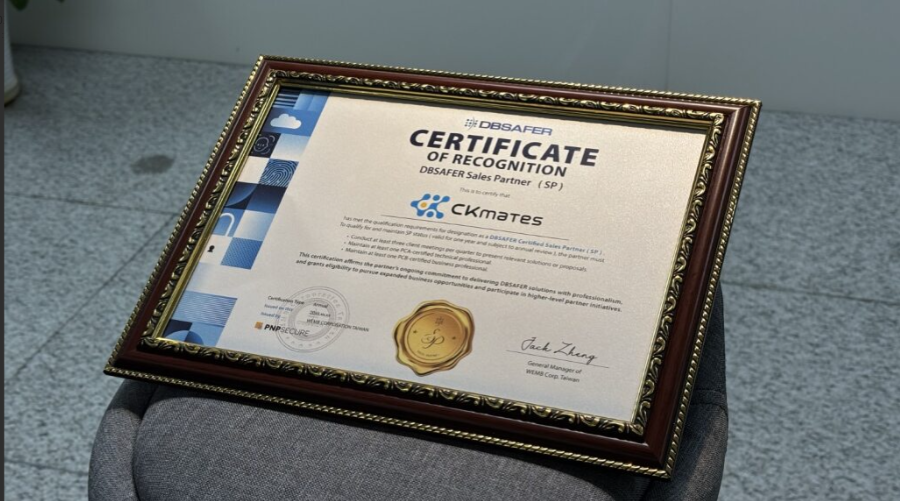 DBSAFER
CERTIFICATE
OF RECOGNITION
DBSAFER Sales Partner (SP)
This is to certify that
CKmates
has met the qualification requirements for designation as a DBSAFER Certified Sales Partner ( SP ).
To qualify for and maintain SP status ( valid for one year and subject to annual review ), the partner must:
• Conduct at least three client meetings per quarter to present relevant solutions or proposals.
• Maintain at least one PCA certified technical professional.
• Maintain at least one PCB certified business professional.
This certification affirms the partner's ongoing commitment to delivering DBSAFER solutions with professionalism,
and grants eligibility to pursue expanded business opportunities and participate in higher-level partner initiatives.
Certification Type Annual
Issued by WEMB CORPORATION TAIWAN
PNPSECURE
SP
Jack Zhang
General Manager of
WEMB Corp. Taiwan